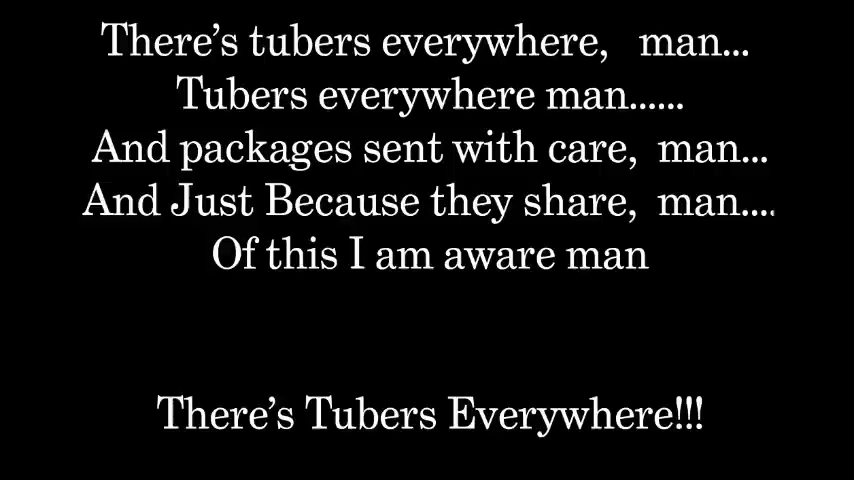 There’s tubers everywhere,   man...
Tubers everywhere man......
And packages sent with care,  man...
And Just Because they share,  man....
Of this I am aware man
There’s Tubers Everywhere!!!